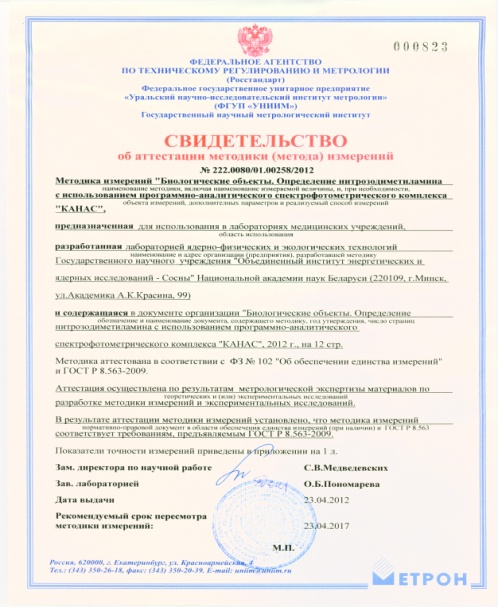 000823
ФЕДЕРАЛЬНОЕ АГЕНТСТВО
ПО ТЕХНИЧЕСКОМУ РЕГУЛИРОВАНИЮ И МЕТРОЛОГИИ
(Росстандарт)
Федеральное государственное унитарное предприятие
«Уральский научно-исследовательский институт метрологии»
(ФГУП «УНИИМ»)
Государственный научный метрологический институт
СВИДЕТЕЛЬСТВО
об аттестации методики (метода) измерений
№ 222.0080/01.00258/2012
Методика измерений "Биологические объекты. Определение нитрозодиметиламина
наименование методики, включая наименование измеряемой величины, и, при необходимости,
с использованием программно-аналитического спектрофотометрического комплекса
объекта измерений, дополнительных параметров и реализуемый способ измерений
"КАНАС",
предназначенная для использования в лабораториях медицинских учреждений,
область использования
разработанная лабораторией ядерно-физических и экологических технологий
наименование и адрес организации (предприятия), разработавшей методику
Государственного научного учреждения "Объединенный институт энергетических и
ядерных исследований - Сосны" Национальной академии наук Беларуси (220109, г.Минск,
ул.Академика А.К.Красина, 99)
и содержащаяся в документе организации "Биологические объекты. Определение
обозначение и наименование документа, содержащего методику, год утверждения, число страниц
нитрозодиметиламина с использованием программно-аналитического
спектрофотометрического комплекса "КАНАС", 2012 г., на 12 стр.
Методика аттестована в соответствии с ФЗ № 102 "Об обеспечении единства измерений"
и ГОСТ Р 8.563-2009.
Аттестация осуществлена по результатам метрологической экспертизы материалов по
теоретических и (или) экспериментальных исследований
разработке методики измерений и экспериментальных исследований.
В результате аттестации методики измерений установлено, что методика измерений
нормативно-правовой документ в области обеспечения единства измерений (при наличии) и ГОСТ Р 8.563
соответствует требованиям, предъявляемым ГОСТ Р 8.563-2009.
Показатели точности измерений приведены в приложении на 1 л.
Зам. директора по научной работе С.В.Медведевских
Зав. лабораторией О.Б.Пономарева
Дата выдачи 23.04.2012
Рекомендуемый срок пересмотра
методики измерений: 23.04.2017
М.П.
Россия, 620000, г. Екатеринбург, ул. Красноармейская, 4
Тел.: (343) 350-26-18, факс: (343) 350-20-39. E-mail: uniim@uniim.ru
МЕТРОН